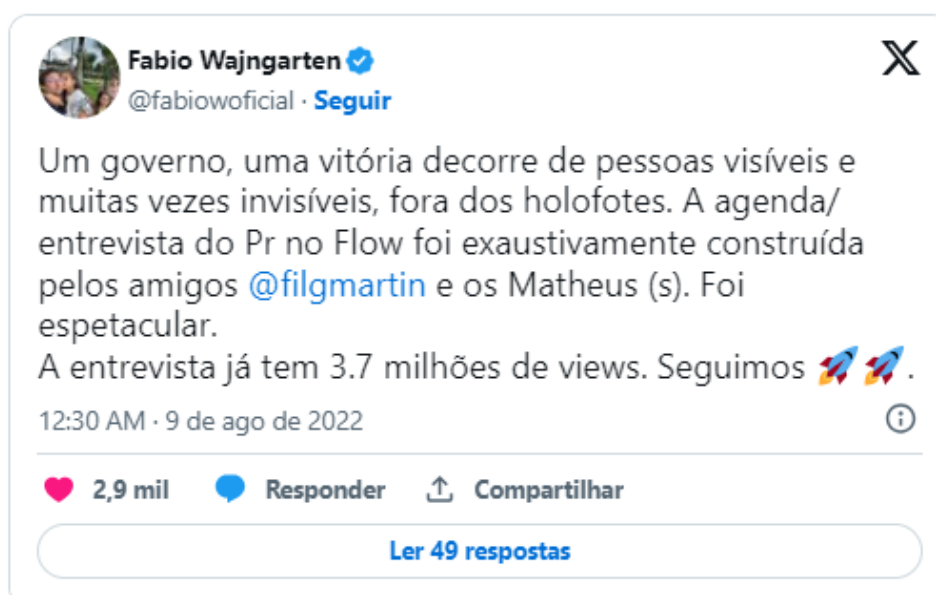 Fabio Wajngarten
@fabiowoficial · Seguir
Um governo, uma vitória decorre de pessoas visíveis e
muitas vezes invisíveis, fora dos holofotes. A agenda/
entrevista do Pr no Flow foi exaustivamente construída
pelos amigos @filgmartin e os Matheus (s). Foi
espetacular.
A entrevista já tem 3.7 milhões de views. Seguimos 🚀🚀.
12:30 AM · 9 de ago de 2022
2,9 mil Responder Compartilhar
Ler 49 respostas